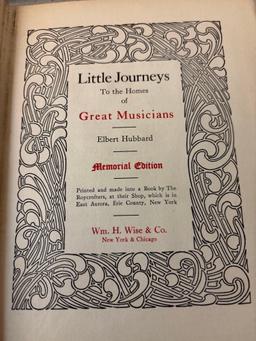 Little Journeys
To the Homes
of
Great Musicians
Elbert Hubbard
Memorial Edition
Printed and made into a Book by The
Roycrofters, at their Shop, which is in
East Aurora, Erie County, New York
Wm. H. Wise & Co.
New York & Chicago